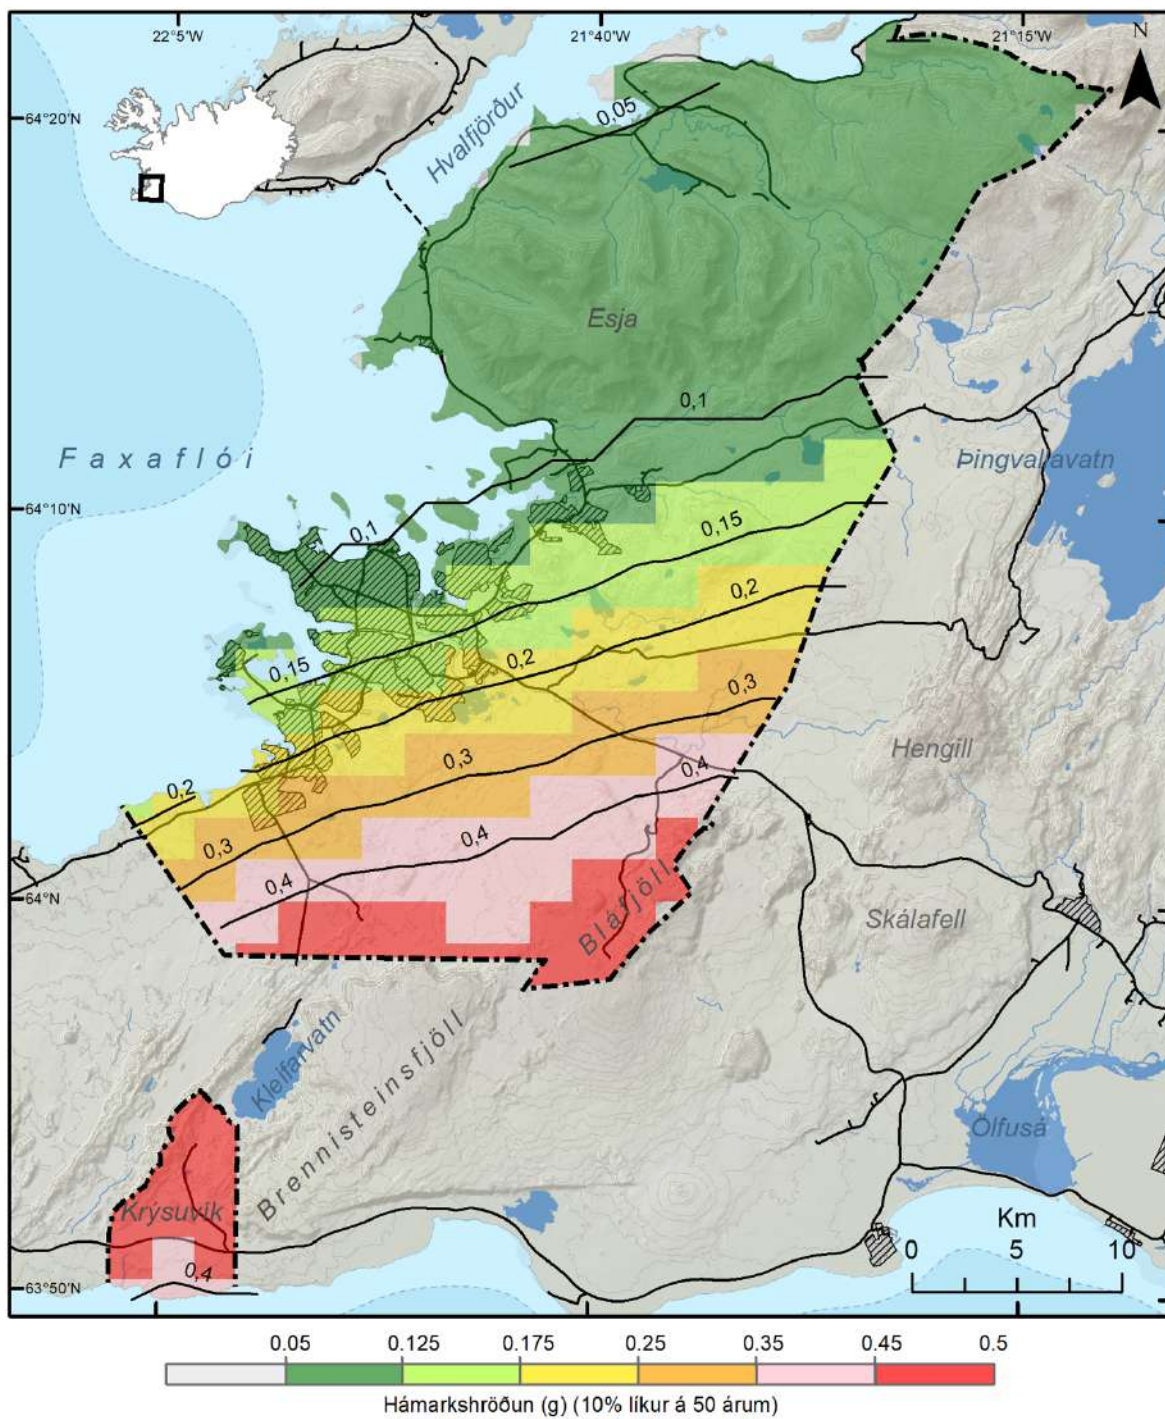 22°5'W
21°40'W
21°15'W
N
64°20'N
0,05
Hvalfjörður
Esja
0,1
Faxaflói
Þingvallavatn
64°10'N
0,1
0,15
0,2
0,15
0,2
0,3
Hengill
0,3
0,4
0,2
0,3
0,4
0,4
64°N
Bláfjöll
Skálafell
Kleifarvatn
Brennisteinsfjöll
Ölfusá
Krýsuvík
0,4
63°50'N
Km
0 5 10
0.05 0.125 0.175 0.25 0.35 0.45 0.5
Hámarkshröðun (g) (10% líkur á 50 árum)